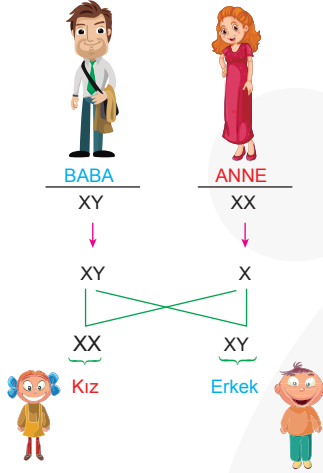 BABA ANNE
XY XX
XY X
XX XY
Kız Erkek